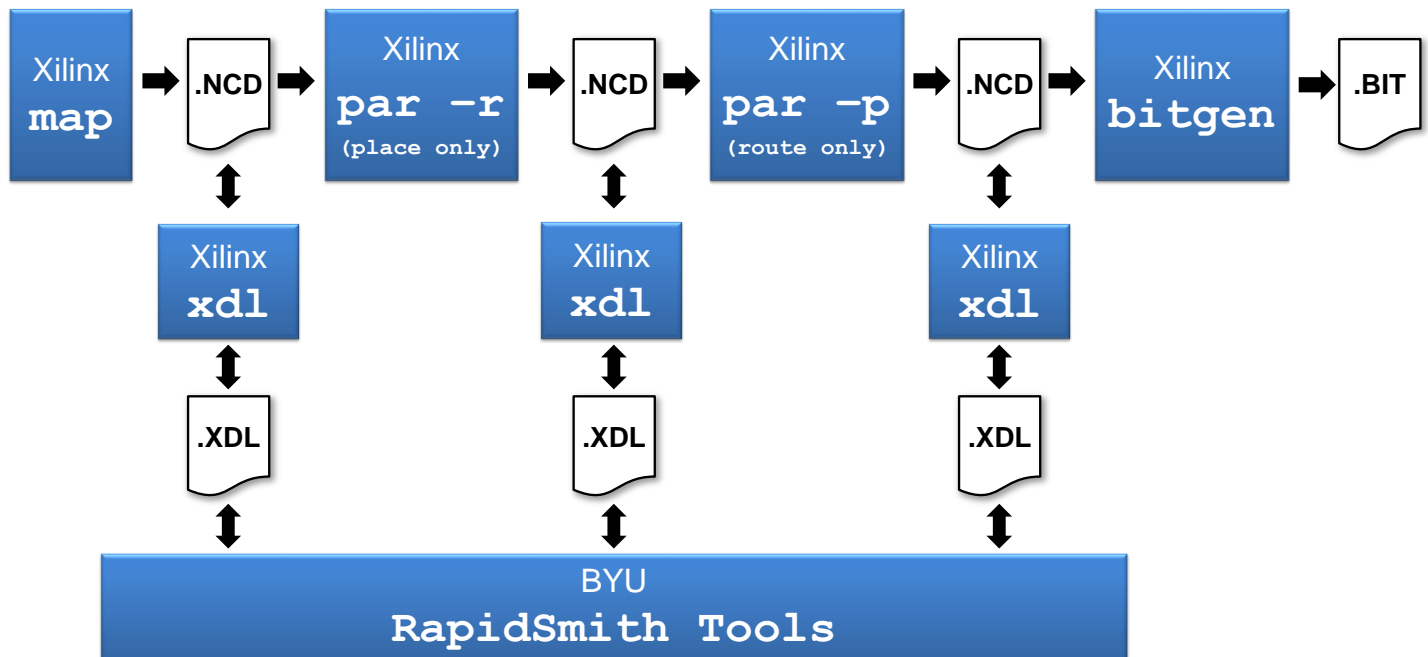 Xilinx
map
.NCD
Xilinx
par –r
(place only)
.NCD
Xilinx
par –p
(route only)
.NCD
Xilinx
bitgen
.BIT
Xilinx
xdl
Xilinx
xdl
Xilinx
xdl
.XDL
.XDL
.XDL
BYU
RapidSmith Tools